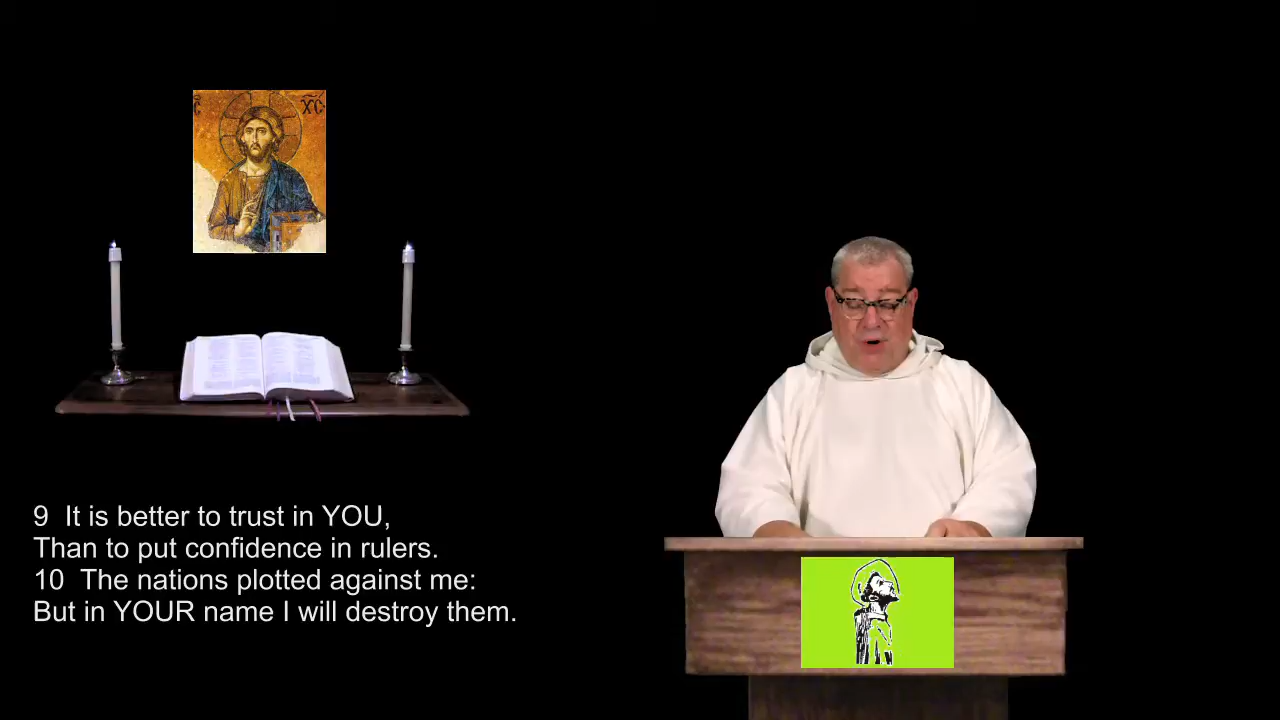 XC
9 It is better to trust in YOU,
Than to put confidence in rulers.
10 The nations plotted against me:
But in YOUR name I will destroy them.